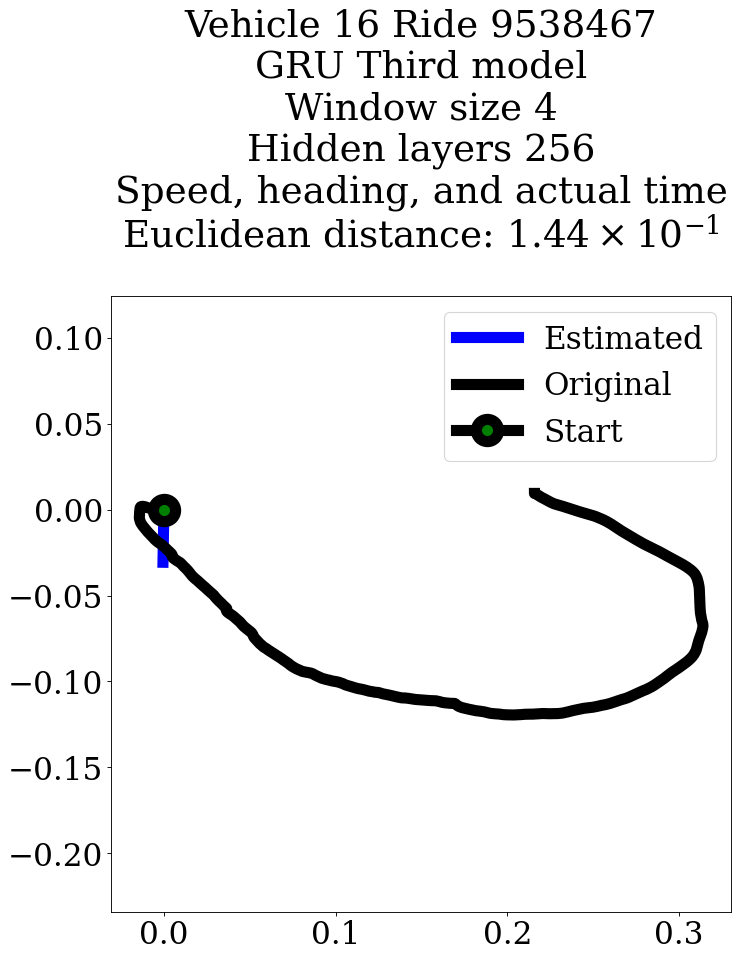 Vehicle 16 Ride 9538467
GRU Third model
Window size 4
Hidden layers 256
Speed, heading, and actual time
Euclidean distance: 1.44 × 10⁻¹
Estimated
Original
Start
0.10
0.05
0.00
−0.05
−0.10
−0.15
−0.20
0.0 0.1 0.2 0.3